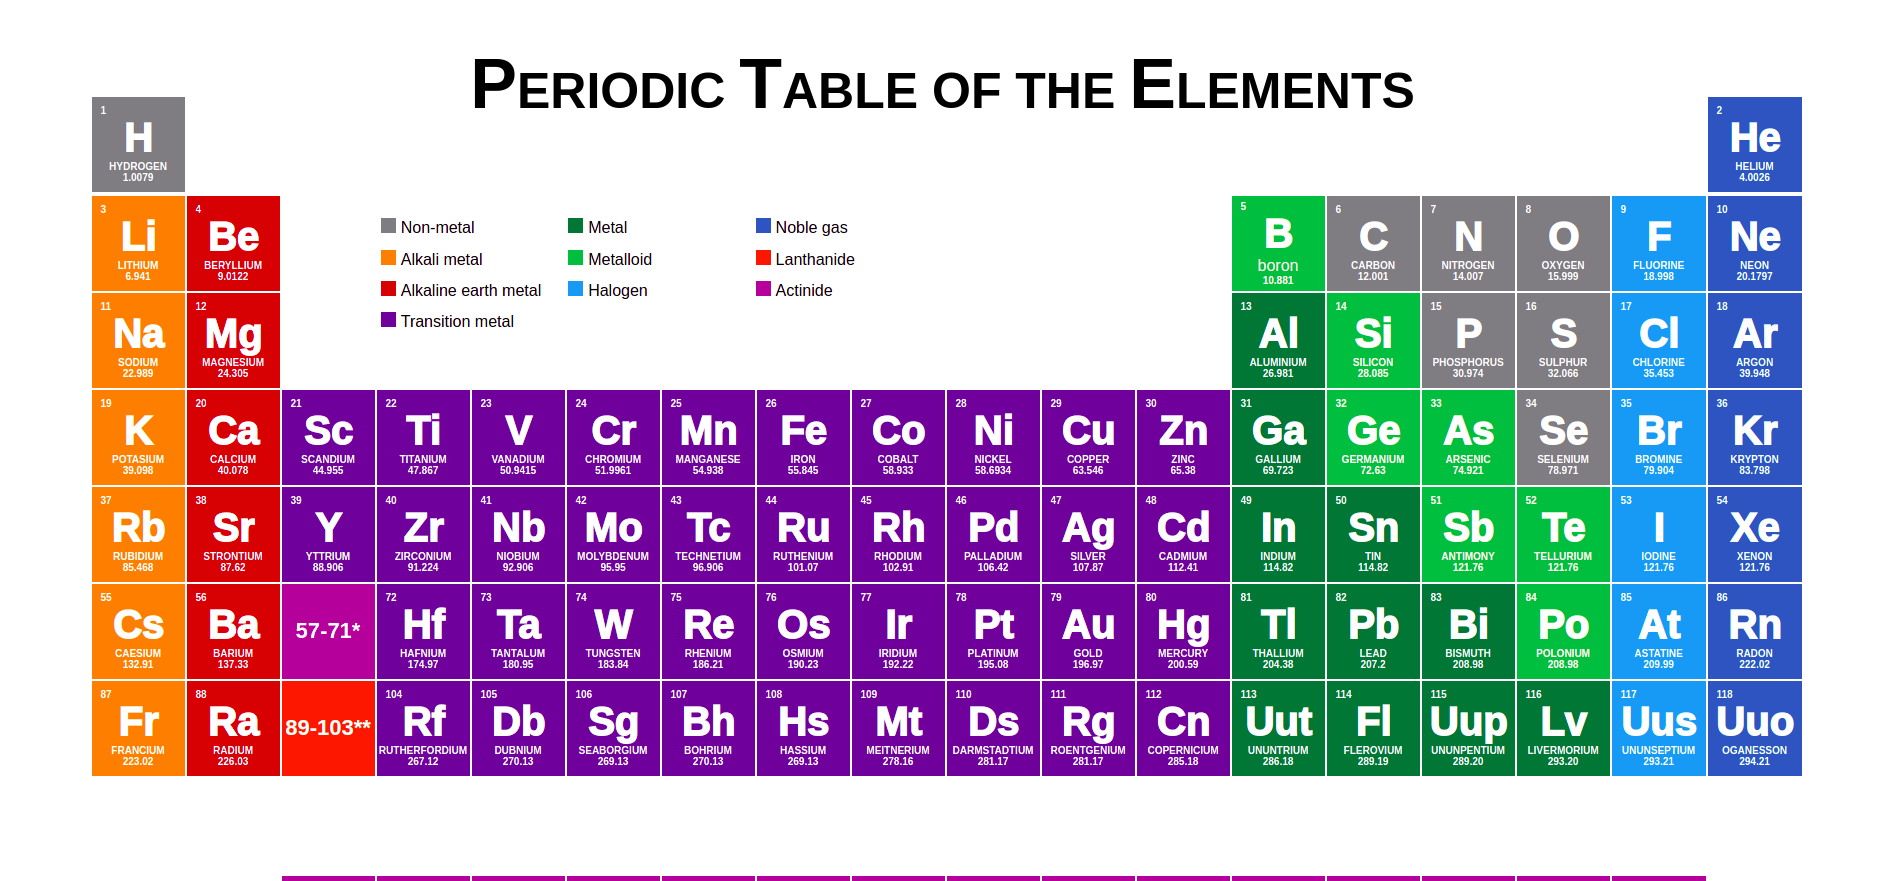 PERIODIC TABLE OF THE ELEMENTS
1
H
HYDROGEN
1.0079
2
He
HELIUM
4.0026
3
Li
LITHIUM
6.941
4
Be
BERYLLIUM
9.0122
Non-metal
Alkali metal
Alkaline earth metal
Transition metal
Metal
Metalloid
Halogen
Noble gas
Lanthanide
Actinide
5
B
boron
10.881
6
C
CARBON
12.001
7
N
NITROGEN
14.007
8
O
OXYGEN
15.999
9
F
FLUORINE
18.998
10
Ne
NEON
20.1797
11
Na
SODIUM
22.989
12
Mg
MAGNESIUM
24.305
13
Al
ALUMINIUM
26.981
14
Si
SILICON
28.085
15
P
PHOSPHORUS
30.974
16
S
SULPHUR
32.066
17
Cl
CHLORINE
35.453
18
Ar
ARGON
39.948
19
K
POTASIUM
39.098
20
Ca
CALCIUM
40.078
21
Sc
SCANDIUM
44.955
22
Ti
TITANIUM
47.867
23
V
VANADIUM
50.9415
24
Cr
CHROMIUM
51.9961
25
Mn
MANGANESE
54.938
26
Fe
IRON
55.845
27
Co
COBALT
58.933
28
Ni
NICKEL
58.6934
29
Cu
COPPER
63.546
30
Zn
ZINC
65.38
31
Ga
GALLIUM
69.723
32
Ge
GERMANIUM
72.63
33
As
ARSENIC
74.921
34
Se
SELENIUM
78.971
35
Br
BROMINE
79.904
36
Kr
KRYPTON
83.798
37
Rb
RUBIDIUM
85.468
38
Sr
STRONTIUM
87.62
39
Y
YTTRIUM
88.906
40
Zr
ZIRCONIUM
91.224
41
Nb
NIOBIUM
92.906
42
Mo
MOLYBDENUM
95.95
43
Tc
TECHNETIUM
96.906
44
Ru
RUTHENIUM
101.07
45
Rh
RHODIUM
102.91
46
Pd
PALLADIUM
106.42
47
Ag
SILVER
107.87
48
Cd
CADMIUM
112.41
49
In
INDIUM
114.82
50
Sn
TIN
114.82
51
Sb
ANTIMONY
121.76
52
Te
TELLURIUM
121.76
53
I
IODINE
121.76
54
Xe
XENON
121.76
55
Cs
CAESIUM
132.91
56
Ba
BARIUM
137.33
57-71*
72
Hf
HAFNIUM
174.97
73
Ta
TANTALUM
180.95
74
W
TUNGSTEN
183.84
75
Re
RHENIUM
186.21
76
Os
OSMIUM
190.23
77
Ir
IRIDIUM
192.22
78
Pt
PLATINUM
195.08
79
Au
GOLD
196.97
80
Hg
MERCURY
200.59
81
Tl
THALLIUM
204.38
82
Pb
LEAD
207.2
83
Bi
BISMUTH
208.98
84
Po
POLONIUM
208.98
85
At
ASTATINE
209.99
86
Rn
RADON
222.02
87
Fr
FRANCIUM
223.02
88
Ra
RADIUM
226.03
89-103**
104
Rf
RUTHERFORDIUM
267.12
105
Db
DUBNIUM
270.13
106
Sg
SEABORGIUM
269.13
107
Bh
BOHRIUM
270.13
108
Hs
HASSIUM
269.13
109
Mt
MEITNERIUM
278.16
110
Ds
DARMSTADTIUM
281.17
111
Rg
ROENTGENIUM
281.17
112
Cn
COPERNICIUM
285.18
113
Uut
UNUNTRIUM
286.18
114
Fl
FLEROVIUM
289.19
115
Uup
UNUNPENTIUM
289.20
116
Lv
LIVERMORIUM
293.20
117
Uus
UNUNSEPTIUM
293.21
118
Uuo
OGANESSON
294.21